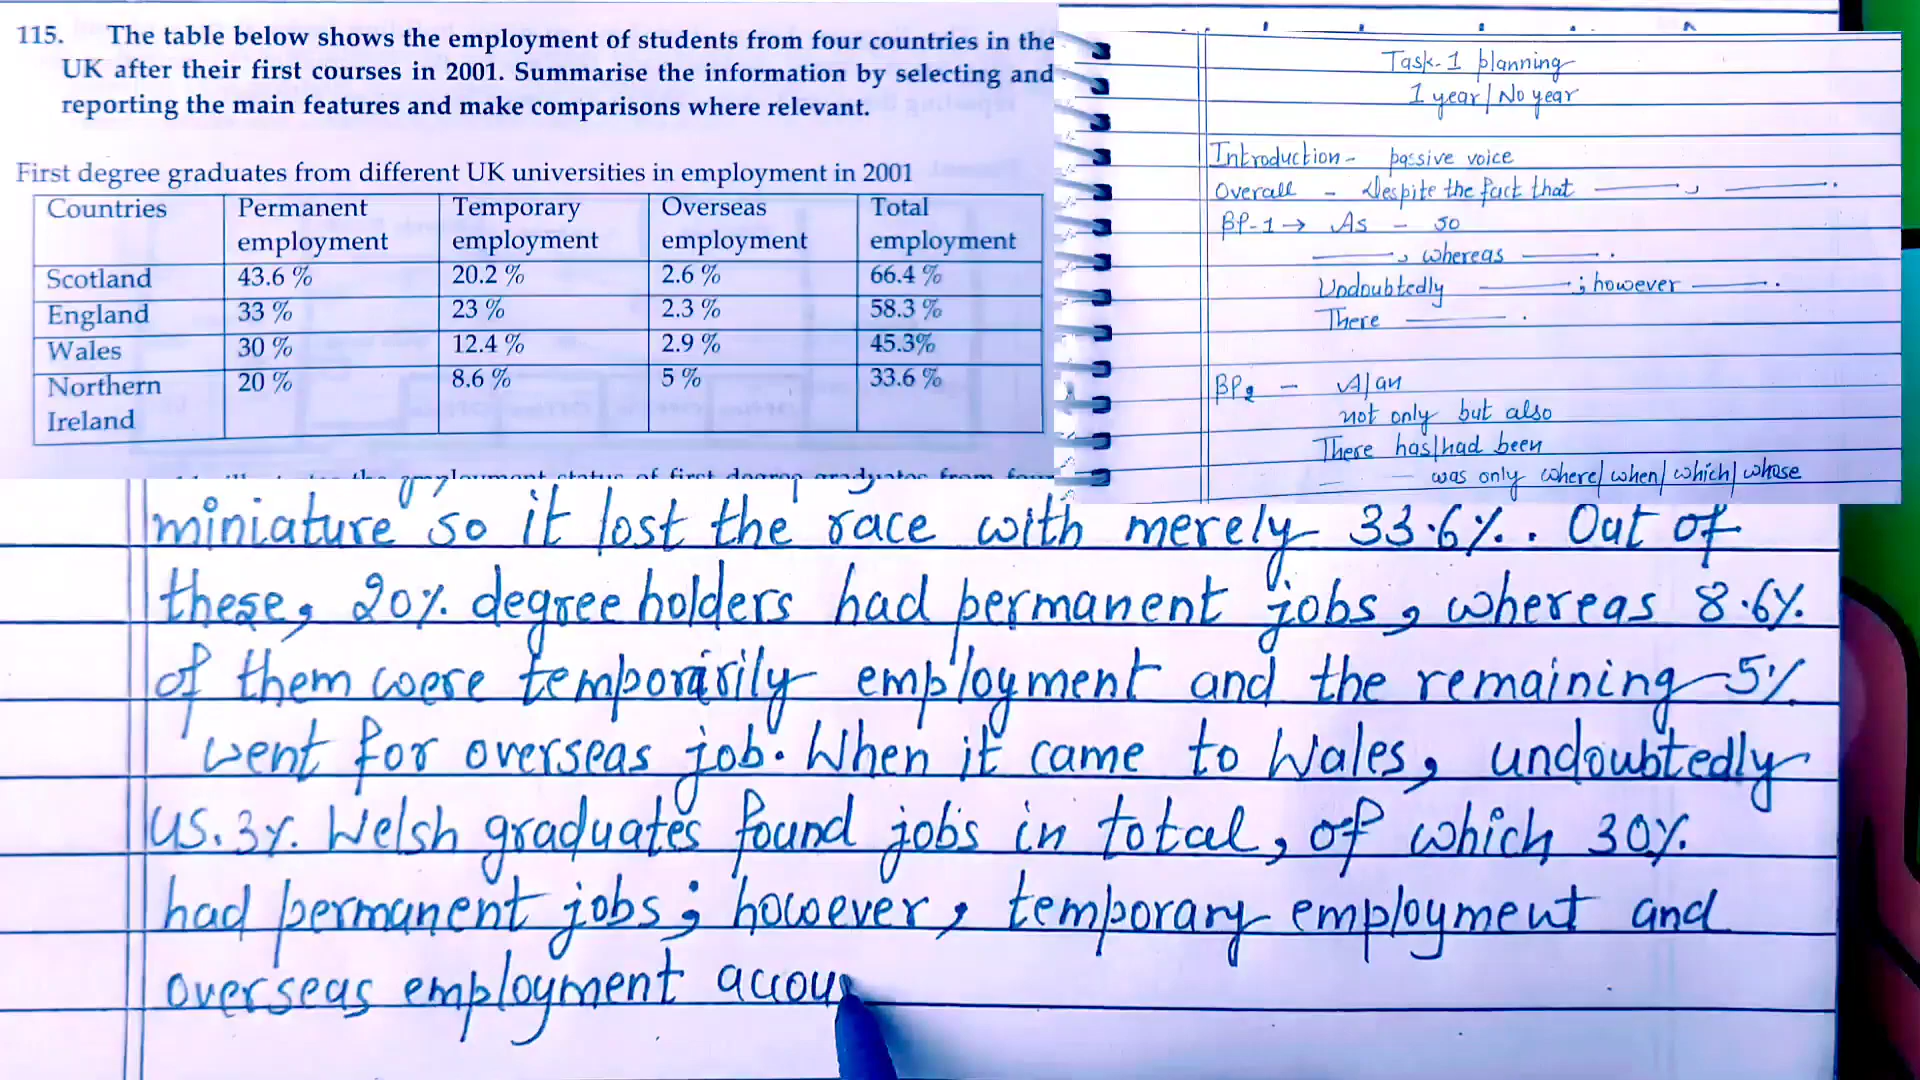 115. The table below shows the employment of students from four countries in the
UK after their first courses in 2001. Summarise the information by selecting and
reporting the main features and make comparisons where relevant.
First degree graduates from different UK universities in employment in 2001
Countries Permanent employment Temporary employment Overseas employment Total employment
Scotland 43.6 % 20.2 % 2.6 % 66.4 %
England 33 % 23 % 2.3 % 58.3 %
Wales 30 % 12.4 % 2.9 % 45.3%
Northern Ireland 20 % 8.6 % 5 % 33.6 %
the employment status of first degree graduates from four
Task-1 planning
1 year/No year
Introduction- passive voice
Overall - Despite the fact that ——, ——.
BP-1 → As - so
——, whereas ——.
Undoubtedly ——; however ——.
There ——.
BP2 - A/an
not only but also
There has/had been
— - was only where/when/which/whose
miniature so it lost the race with merely 33.6%. Out of
these, 20% degree holders had permanent jobs, whereas 8.6%
of them were temporarily employment and the remaining 5%
went for overseas job. When it came to Wales, undoubtedly
45.3% Welsh graduates found jobs in total, of which 30%
had permanent jobs; however, temporary employment and
overseas employment accou